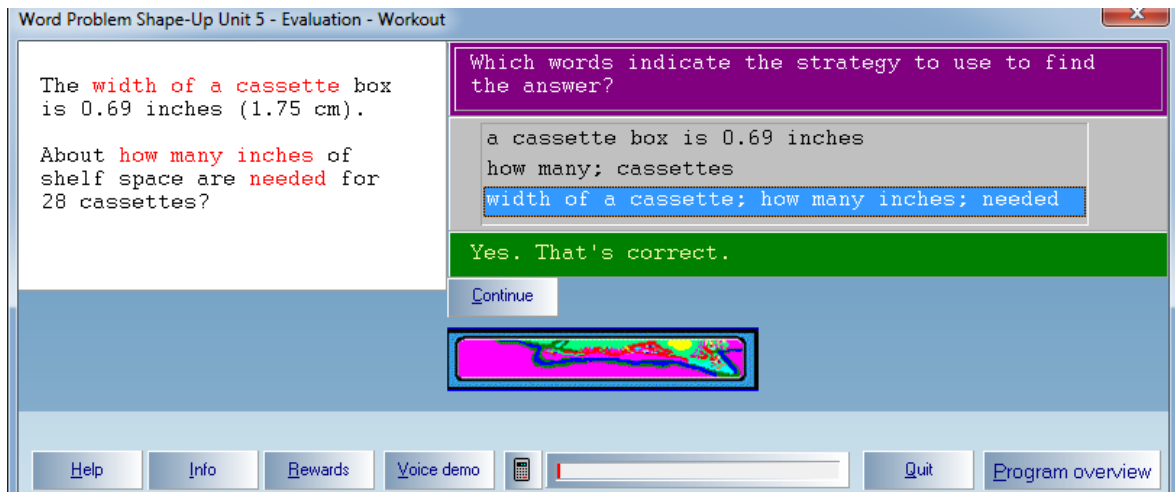 Word Problem Shape-Up Unit 5 - Evaluation - Workout
The width of a cassette box
is 0.69 inches (1.75 cm).
About how many inches of
shelf space are needed for
28 cassettes?
Which words indicate the strategy to use to find
the answer?
a cassette box is 0.69 inches
how many; cassettes
width of a cassette; how many inches; needed
Yes. That's correct.
Continue
Help
Info
Rewards
Voice demo
Quit
Program overview